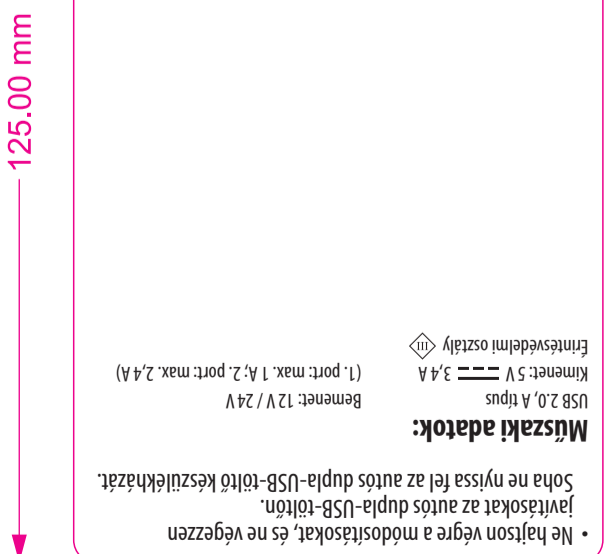 • Ne hajtson végre a módosításokat, és ne végezzen
javításokat az autós dupla-USB-töltőn.
Soha ne nyissa fel az autós dupla-USB-töltő készülékházát.
Műszaki adatok:
USB 2.0, A típus Bemenet: 12 V / 24 V
Kimenet: 5 V 3,4 A (1. port: max. 1 A; 2. port: max. 2,4 A)
Érintésvédelmi osztály III
125.00 mm